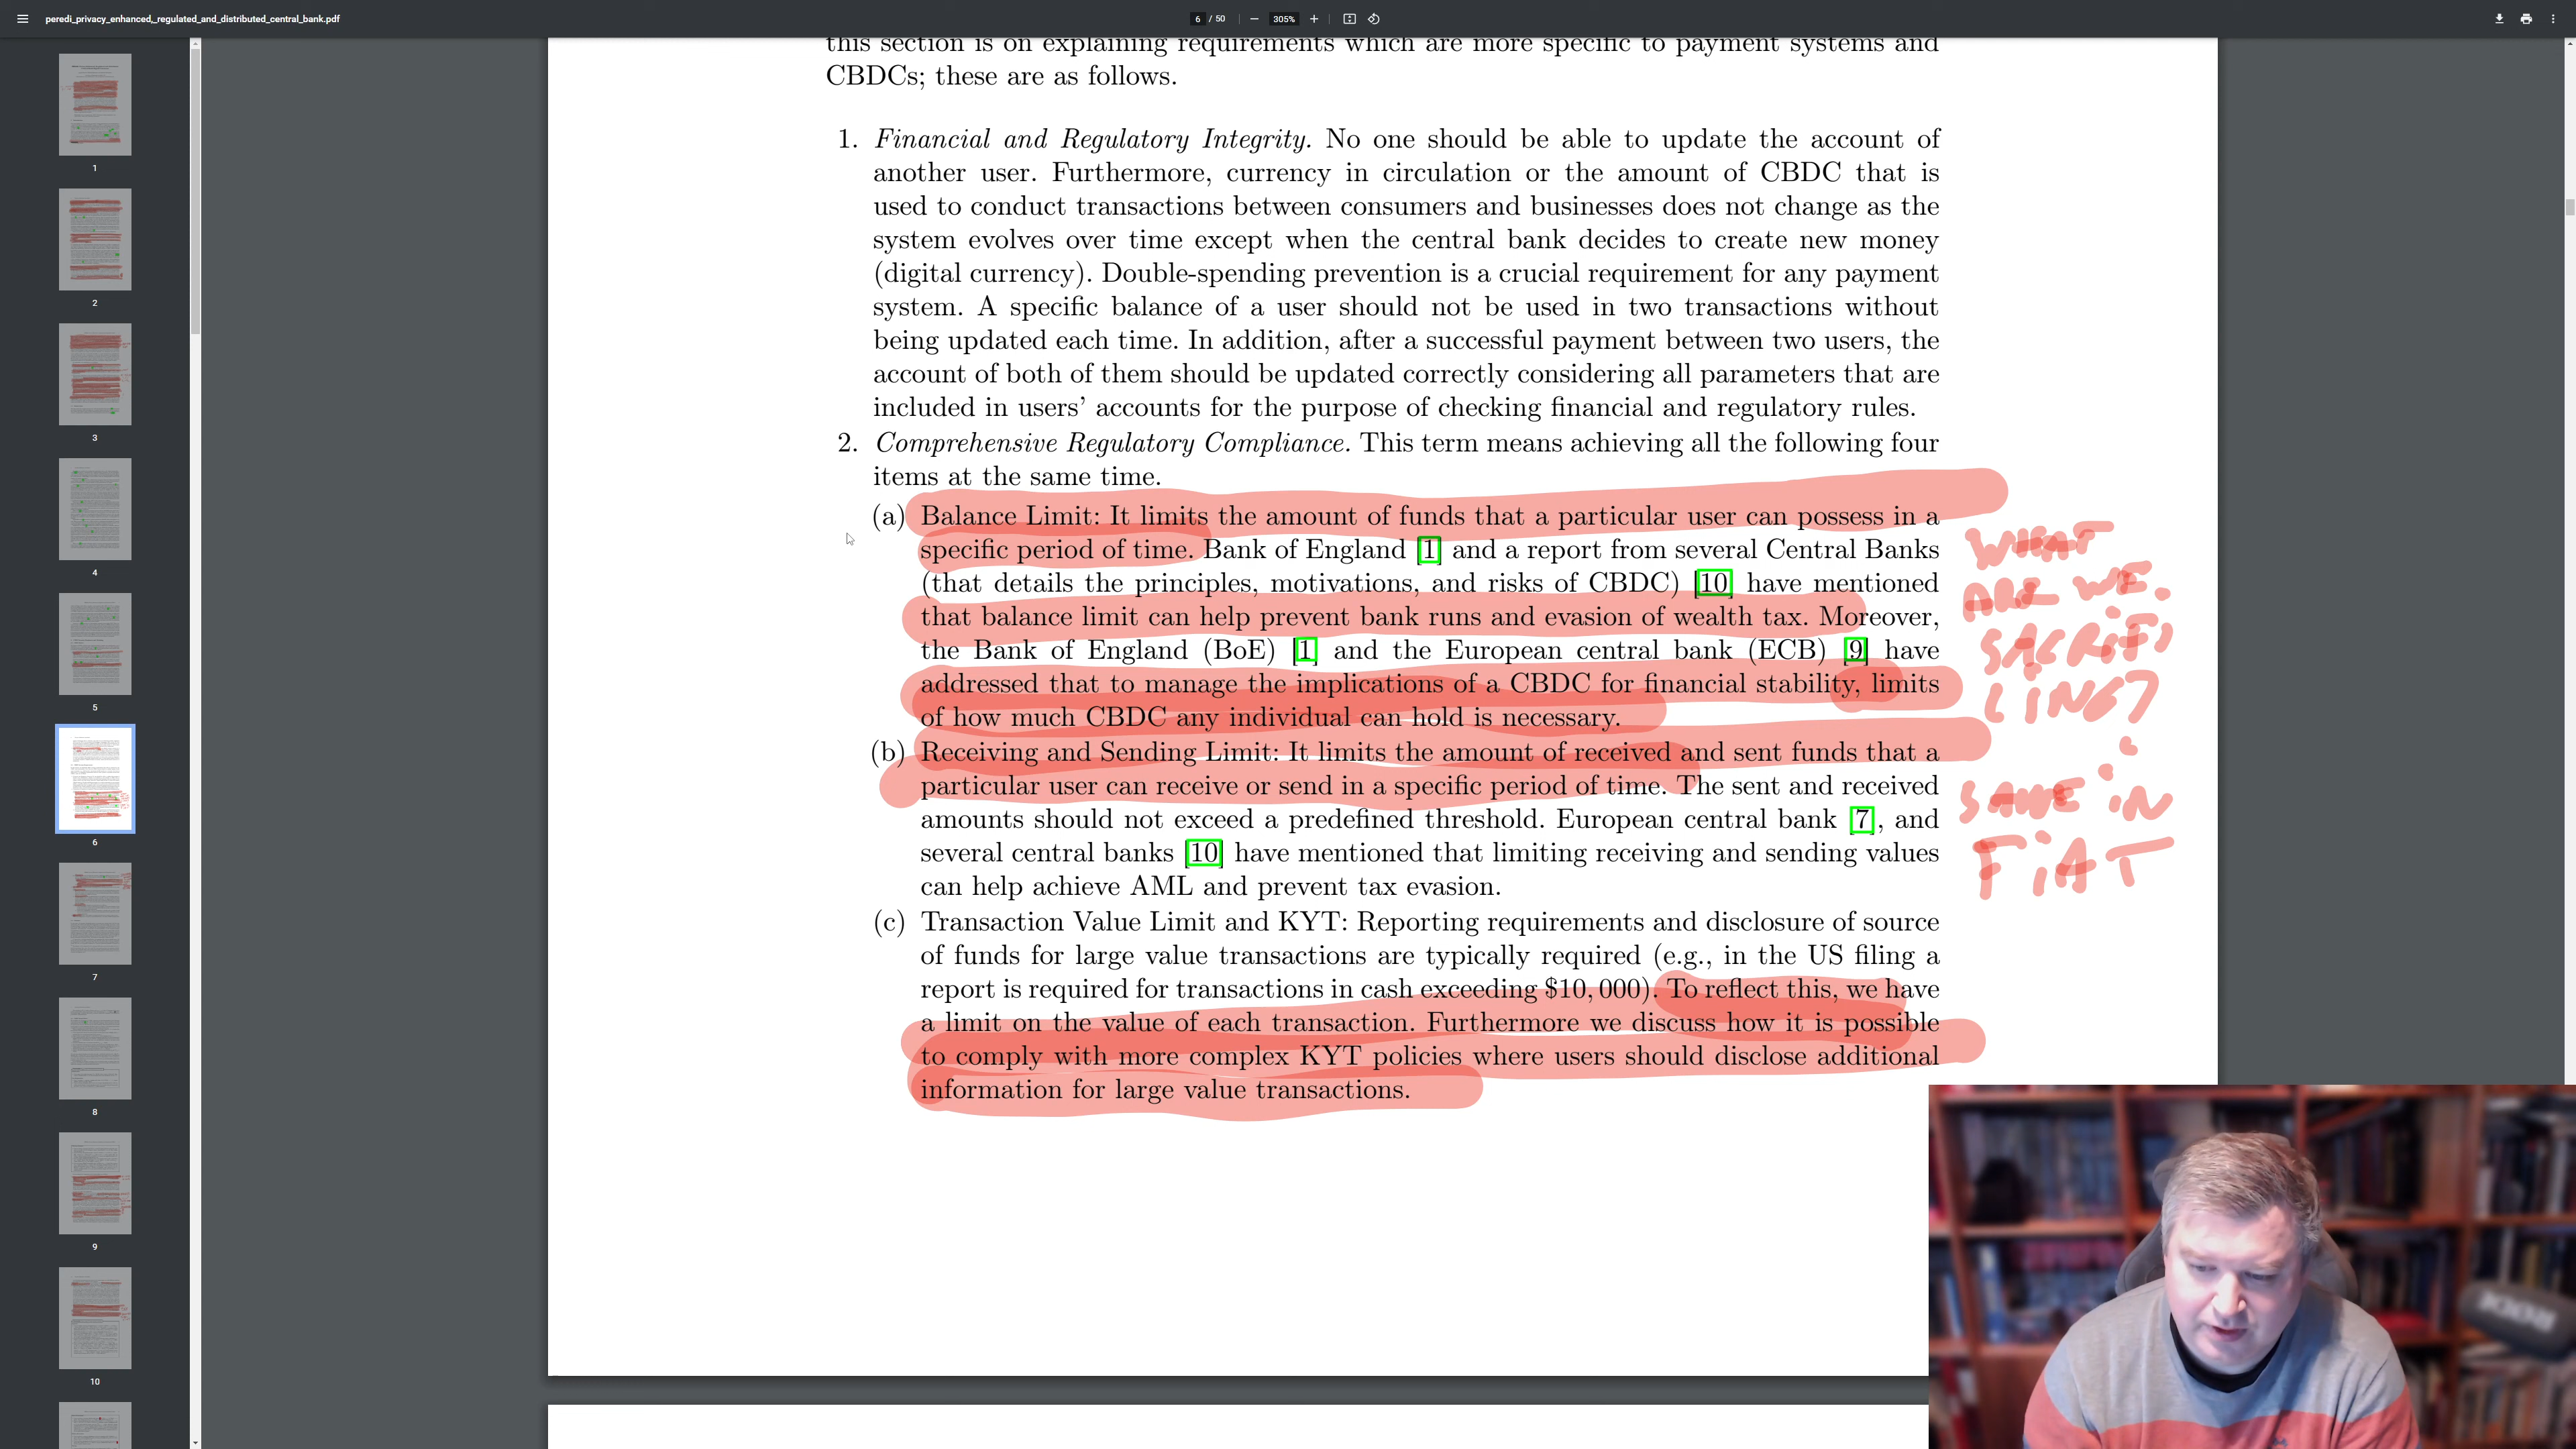 peredi_privacy_enhanced,_regulated_and_distributed_central_bank.pdf
6 / 50
305%
this section is on explaining requirements which are more specific to payment systems and
CBDCs; these are as follows.
1. Financial and Regulatory Integrity. No one should be able to update the account of
another user. Furthermore, currency in circulation or the amount of CBDC that is
used to conduct transactions between consumers and businesses does not change as the
system evolves over time except when the central bank decides to create new money
(digital currency). Double-spending prevention is a crucial requirement for any payment
system. A specific balance of a user should not be used in two transactions without
being updated each time. In addition, after a successful payment between two users, the
account of both of them should be updated correctly considering all parameters that are
included in users' accounts for the purpose of checking financial and regulatory rules.
2. Comprehensive Regulatory Compliance. This term means achieving all the following four
items at the same time.
(a) Balance Limit: It limits the amount of funds that a particular user can possess in a
specific period of time. Bank of England [1] and a report from several Central Banks
(that details the principles, motivations, and risks of CBDC) [10] have mentioned
that balance limit can help prevent bank runs and evasion of wealth tax. Moreover,
the Bank of England (BoE) [1] and the European central bank (ECB) [9] have
addressed that to manage the implications of a CBDC for financial stability, limits
of how much CBDC any individual can hold is necessary.
(b) Receiving and Sending Limit: It limits the amount of received and sent funds that a
particular user can receive or send in a specific period of time. The sent and received
amounts should not exceed a predefined threshold. European central bank [7], and
several central banks [10] have mentioned that limiting receiving and sending values
can help achieve AML and prevent tax evasion.
(c) Transaction Value Limit and KYT: Reporting requirements and disclosure of source
of funds for large value transactions are typically required (e.g., in the US filing a
report is required for transactions in cash exceeding $10,000). To reflect this, we have
a limit on the value of each transaction. Furthermore we discuss how it is possible
to comply with more complex KYT policies where users should disclose additional
information for large value transactions.
WHAT
ARE WE
SACRIFI
CING?
SAME IN
FIAT
1
2
3
4
5
6
7
8
9
10